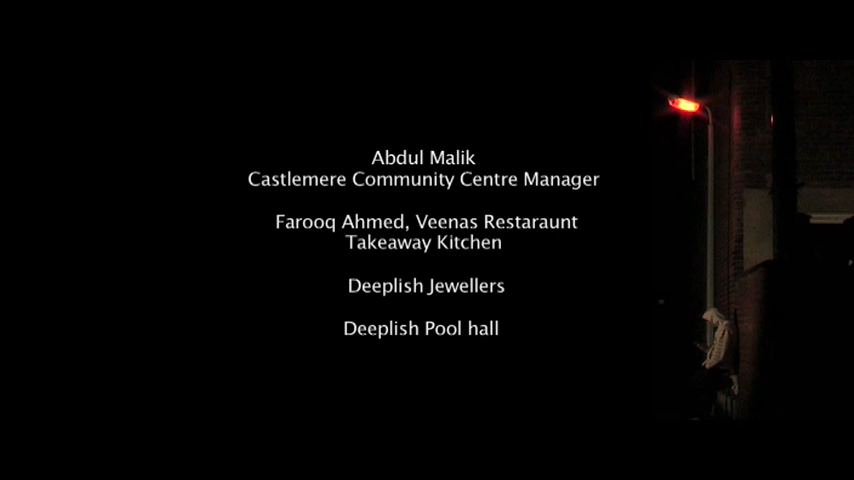 Abdul Malik
Castlemere Community Centre Manager
Farooq Ahmed, Veenas Restaraunt
Takeaway Kitchen
Deeplish Jewellers
Deeplish Pool hall